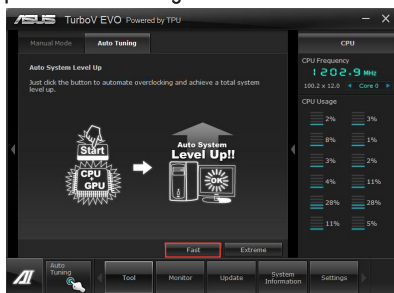 ASUS TurboV EVO Powered by TPU
Manual Mode
Auto Tuning
Auto System Level Up
Just click the button to automate overclocking and achieve a total system
level up.
Start
CPU
+
GPU
Auto System
Level Up!!
OK
Fast
Extreme
CPU
CPU Frequency
1202.9 MHz
100.2 x 12.0
Core 0
CPU Usage
2%
3%
8%
1%
3%
2%
4%
11%
28%
28%
11%
5%
Auto
Tuning
Tool
Monitor
Update
System
Information
Settings